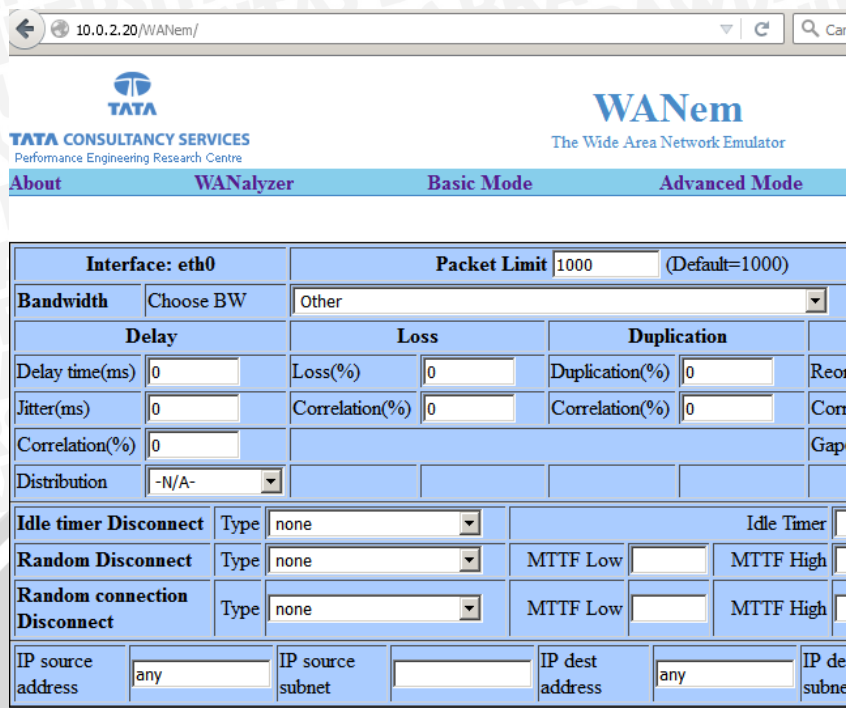 10.0.2.20/WANem/
TATA
TATA CONSULTANCY SERVICES
Performance Engineering Research Centre
WANem
The Wide Area Network Emulator
About WANalyzer Basic Mode Advanced Mode
Interface: eth0 Packet Limit 1000 (Default=1000)
Bandwidth Choose BW Other
Delay Loss Duplication
Delay time(ms) 0 Loss(%) 0 Duplication(%) 0
Jitter(ms) 0 Correlation(%) 0 Correlation(%) 0
Correlation(%) 0
Distribution -N/A-
Idle timer Disconnect Type none Idle Timer
Random Disconnect Type none MTTF Low MTTF High
Random connection
Disconnect Type none MTTF Low MTTF High
IP source address any IP source subnet IP dest address any IP